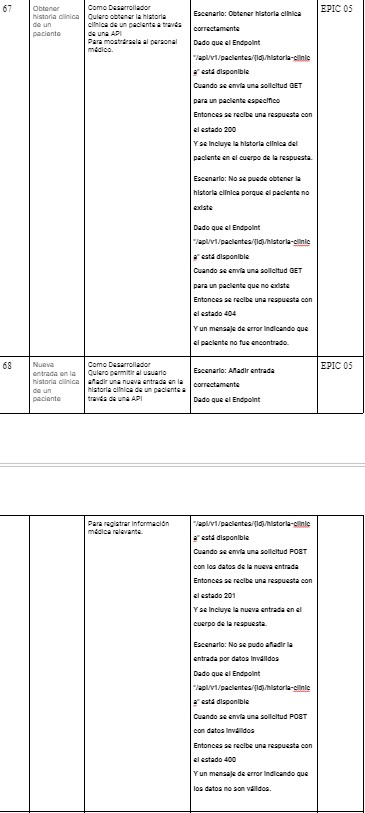 67
Obtener
historia clínica
de un
paciente
Como Desarrollador
Quiero obtener la historia
clínica de un paciente a través
de una API
Para mostrársela al personal
médico.
Escenario: Obtener historia clínica
correctamente
Dado que el Endpoint
"/api/v1/pacientes/{id}/historia-clinic
a" está disponible
Cuando se envía una solicitud GET
para un paciente específico
Entonces se recibe una respuesta con
el estado 200
Y se incluye la historia clínica del
paciente en el cuerpo de la respuesta.
Escenario: No se puede obtener la
historia clínica porque el paciente no
existe
Dado que el Endpoint
"/api/v1/pacientes/{id}/historia-clinic
a" está disponible
Cuando se envía una solicitud GET
para un paciente que no existe
Entonces se recibe una respuesta con
el estado 404
Y un mensaje de error indicando que
el paciente no fue encontrado.
EPIC 05
68
Nueva
entrada en la
historia clínica
de un
paciente
Como Desarrollador
Quiero permitir al usuario
añadir una nueva entrada en la
historia clínica de un paciente a
través de una API
Escenario: Añadir entrada
correctamente
Dado que el Endpoint
EPIC 05
Para registrar información
médica relevante.
"/api/v1/pacientes/{id}/historia-clinic
a" está disponible
Cuando se envía una solicitud POST
con los datos de la nueva entrada
Entonces se recibe una respuesta con
el estado 201
Y se incluye la nueva entrada en el
cuerpo de la respuesta.
Escenario: No se pudo añadir la
entrada por datos inválidos
Dado que el Endpoint
"/api/v1/pacientes/{id}/historia-clinic
a" está disponible
Cuando se envía una solicitud POST
con datos inválidos
Entonces se recibe una respuesta con
el estado 400
Y un mensaje de error indicando que
los datos no son válidos.